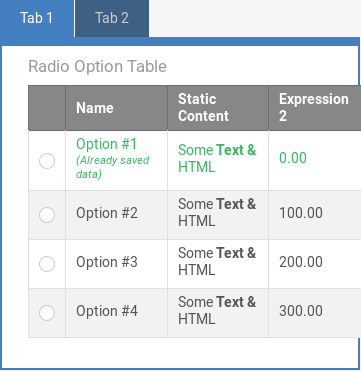 Tab 1 Tab 2
Radio Option Table
Name Static Content Expression 2
Option #1 (Already saved data) Some Text & HTML 0.00
Option #2 Some Text & HTML 100.00
Option #3 Some Text & HTML 200.00
Option #4 Some Text & HTML 300.00